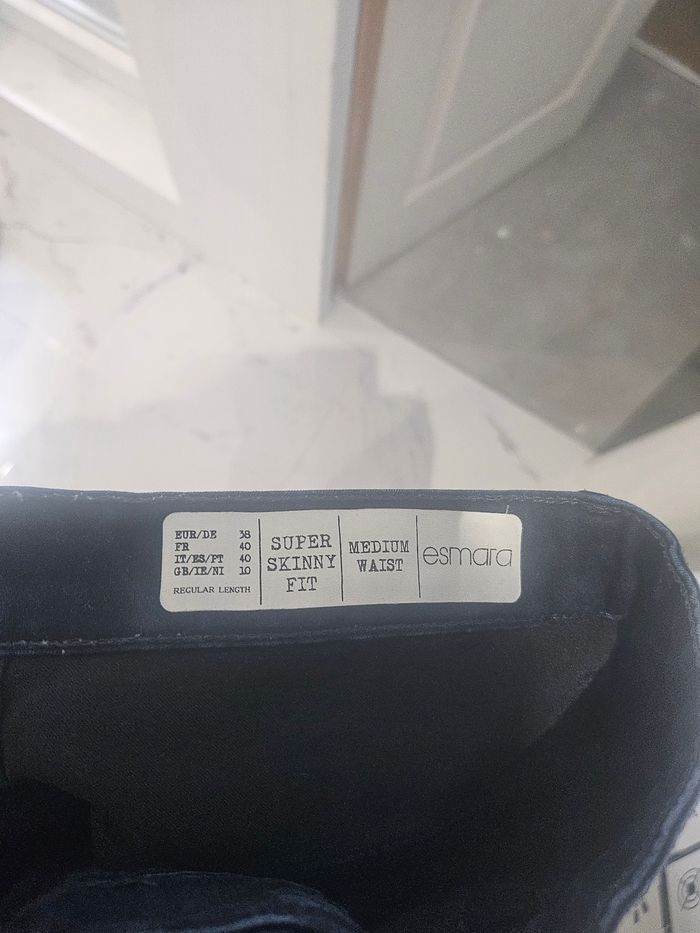 EUR/DE 38
FR 40
IT/ES/PT 40
GB/IE/NI 10
REGULAR LENGTH
SUPER
SKINNY
FIT
MEDIUM
WAIST
esmara